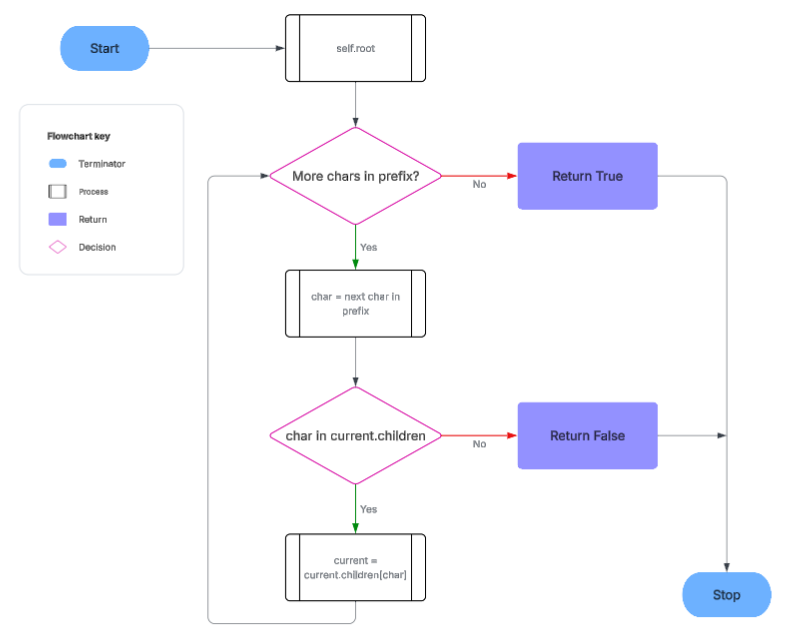 Start
self.root
Flowchart key
Terminator
Process
Return
Decision
More chars in prefix?
No
Return True
Yes
char = next char in
prefix
char in current.children
No
Return False
Yes
current =
current.children[char]
Stop